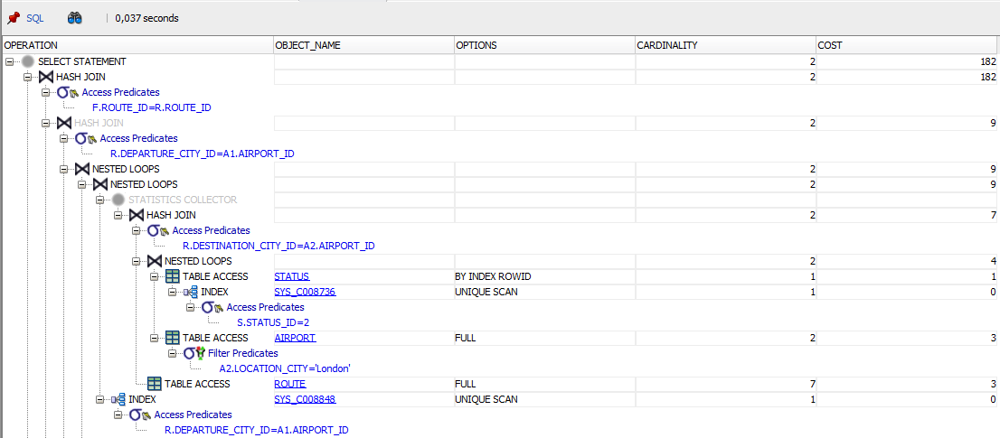 SQL 0,037 seconds
OPERATION OBJECT_NAME OPTIONS CARDINALITY COST
SELECT STATEMENT 2 182
HASH JOIN 2 182
Access Predicates
F.ROUTE_ID=R.ROUTE_ID
HASH JOIN 2 9
Access Predicates
R.DEPARTURE_CITY_ID=A1.AIRPORT_ID
NESTED LOOPS 2 9
NESTED LOOPS 2 9
STATISTICS COLLECTOR
HASH JOIN 2 7
Access Predicates
R.DESTINATION_CITY_ID=A2.AIRPORT_ID
NESTED LOOPS 2 4
TABLE ACCESS STATUS BY INDEX ROWID 1 1
INDEX SYS_C008736 UNIQUE SCAN 1 0
Access Predicates
S.STATUS_ID=2
TABLE ACCESS AIRPORT FULL 2 3
Filter Predicates
A2.LOCATION_CITY='London'
TABLE ACCESS ROUTE FULL 7 3
INDEX SYS_C008848 UNIQUE SCAN 1 0
Access Predicates
R.DEPARTURE_CITY_ID=A1.AIRPORT_ID